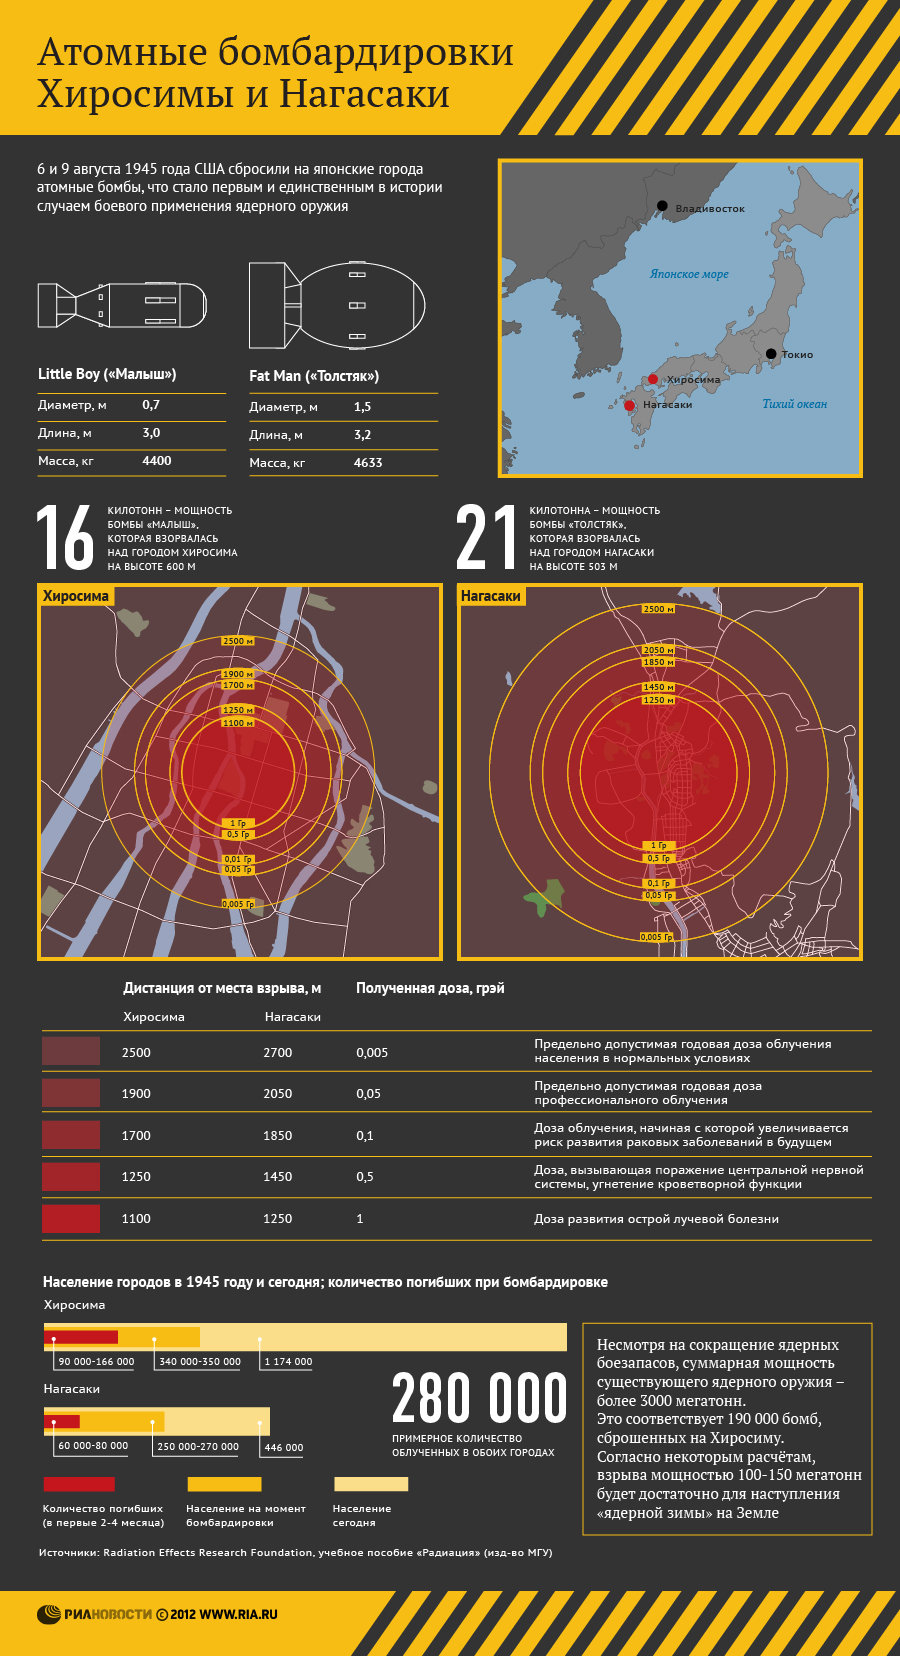 Атомные бомбардировки
Хиросимы и Нагасаки
6 и 9 августа 1945 года США сбросили на японские города
атомные бомбы, что стало первым и единственным в истории
случаем боевого применения ядерного оружия
Владивосток
Японское море
Токио
Хиросима
Нагасаки
Тихий океан
Little Boy («Малыш»)
Диаметр, м 0,7
Длина, м 3,0
Масса, кг 4400
Fat Man («Толстяк»)
Диаметр, м 1,5
Длина, м 3,2
Масса, кг 4633
16
КИЛОТОНН – МОЩНОСТЬ
БОМБЫ «МАЛЫШ»,
КОТОРАЯ ВЗОРВАЛАСЬ
НАД ГОРОДОМ ХИРОСИМА
НА ВЫСОТЕ 600 М
21
КИЛОТОННА – МОЩНОСТЬ
БОМБЫ «ТОЛСТЯК»,
КОТОРАЯ ВЗОРВАЛАСЬ
НАД ГОРОДОМ НАГАСАКИ
НА ВЫСОТЕ 503 М
Хиросима
2500 м
1900 м
1700 м
1250 м
1100 м
1 Гр
0,5 Гр
0,01 Гр
0,05 Гр
0,005 Гр
Нагасаки
2500 м
2050 м
1850 м
1450 м
1250 м
1 Гр
0,5 Гр
0,1 Гр
0,05 Гр
0,005 Гр
Дистанция от места взрыва, м Полученная доза, грэй
Хиросима Нагасаки
2500 2700 0,005
Предельно допустимая годовая доза облучения
населения в нормальных условиях
1900 2050 0,05
Предельно допустимая годовая доза
профессионального облучения
1700 1850 0,1
Доза облучения, начиная с которой увеличивается
риск развития раковых заболеваний в будущем
1250 1450 0,5
Доза, вызывающая поражение центральной нервной
системы, угнетение кроветворной функции
1100 1250 1 Доза развития острой лучевой болезни
Население городов в 1945 году и сегодня; количество погибших при бомбардировке
Хиросима
90 000-166 000 340 000-350 000 1 174 000
Нагасаки
60 000-80 000 250 000-270 000 446 000
280 000
ПРИМЕРНОЕ КОЛИЧЕСТВО
ОБЛУЧЕННЫХ В ОБОИХ ГОРОДАХ
Количество погибших
(в первые 2-4 месяца)
Население на момент
бомбардировки
Население
сегодня
Несмотря на сокращение ядерных
боезапасов, суммарная мощность
существующего ядерного оружия –
более 3000 мегатонн.
Это соответствует 190 000 бомб,
сброшенных на Хиросиму.
Согласно некоторым расчётам,
взрыва мощностью 100-150 мегатонн
будет достаточно для наступления
«ядерной зимы» на Земле
Источники: Radiation Effects Research Foundation, учебное пособие «Радиация» (изд-во МГУ)
РИАНОВОСТИ © 2012 WWW.RIA.RU